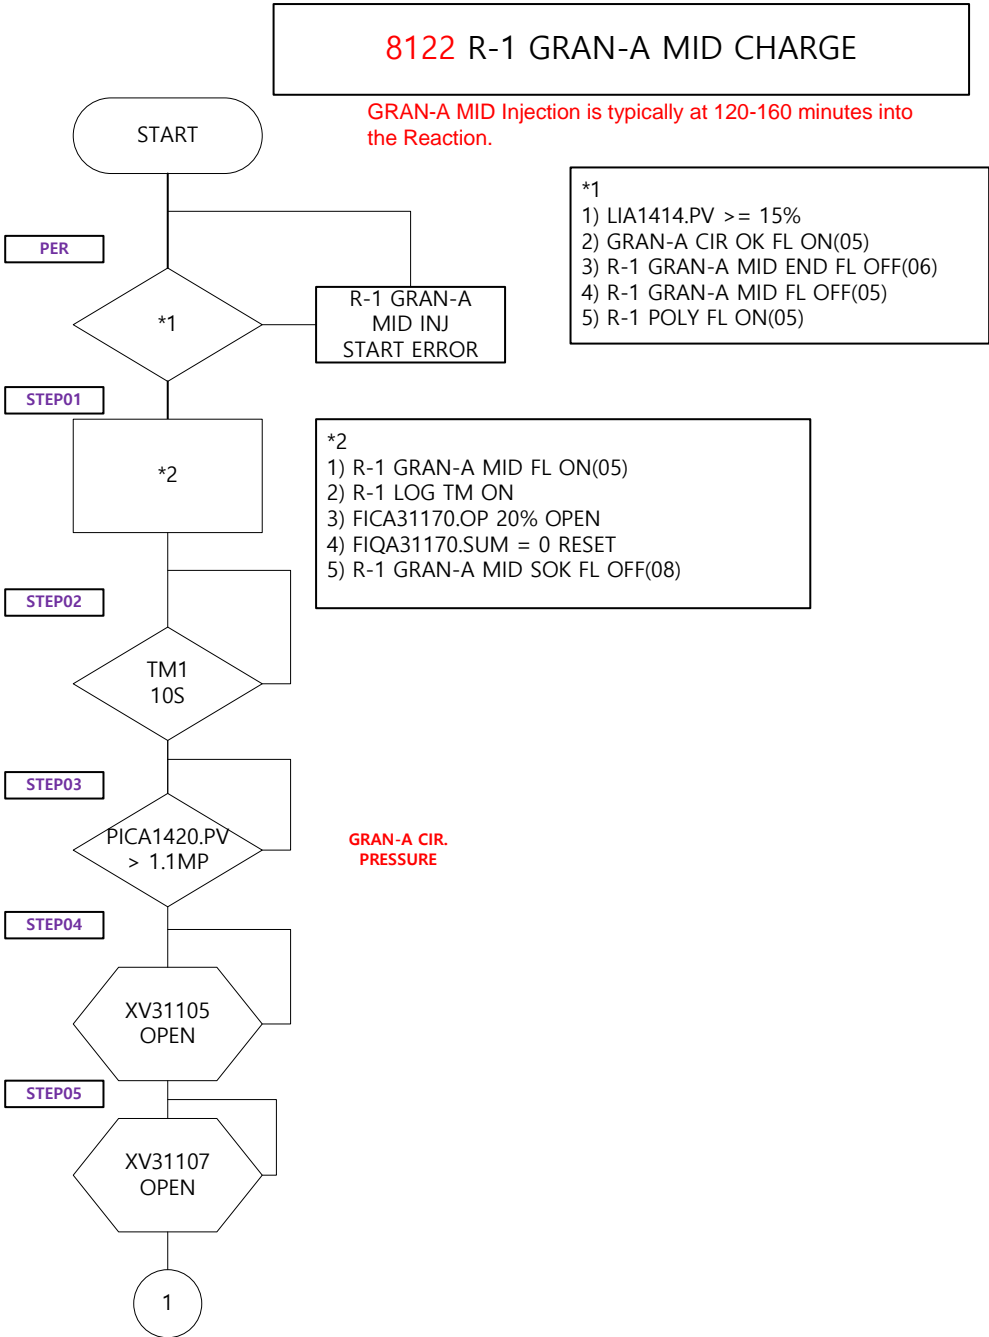 8122 R-1 GRAN-A MID CHARGE
GRAN-A MID Injection is typically at 120-160 minutes into
the Reaction.
START
*1
1) LIA1414.PV >= 15%
2) GRAN-A CIR OK FL ON(05)
3) R-1 GRAN-A MID END FL OFF(06)
4) R-1 GRAN-A MID FL OFF(05)
5) R-1 POLY FL ON(05)
PER
*1
R-1 GRAN-A
MID INJ
START ERROR
STEP01
*2
*2
1) R-1 GRAN-A MID FL ON(05)
2) R-1 LOG TM ON
3) FICA31170.OP 20% OPEN
4) FIQA31170.SUM = 0 RESET
5) R-1 GRAN-A MID SOK FL OFF(08)
STEP02
TM1
10S
STEP03
PICA1420.PV
> 1.1MP
GRAN-A CIR.
PRESSURE
STEP04
XV31105
OPEN
STEP05
XV31107
OPEN
1